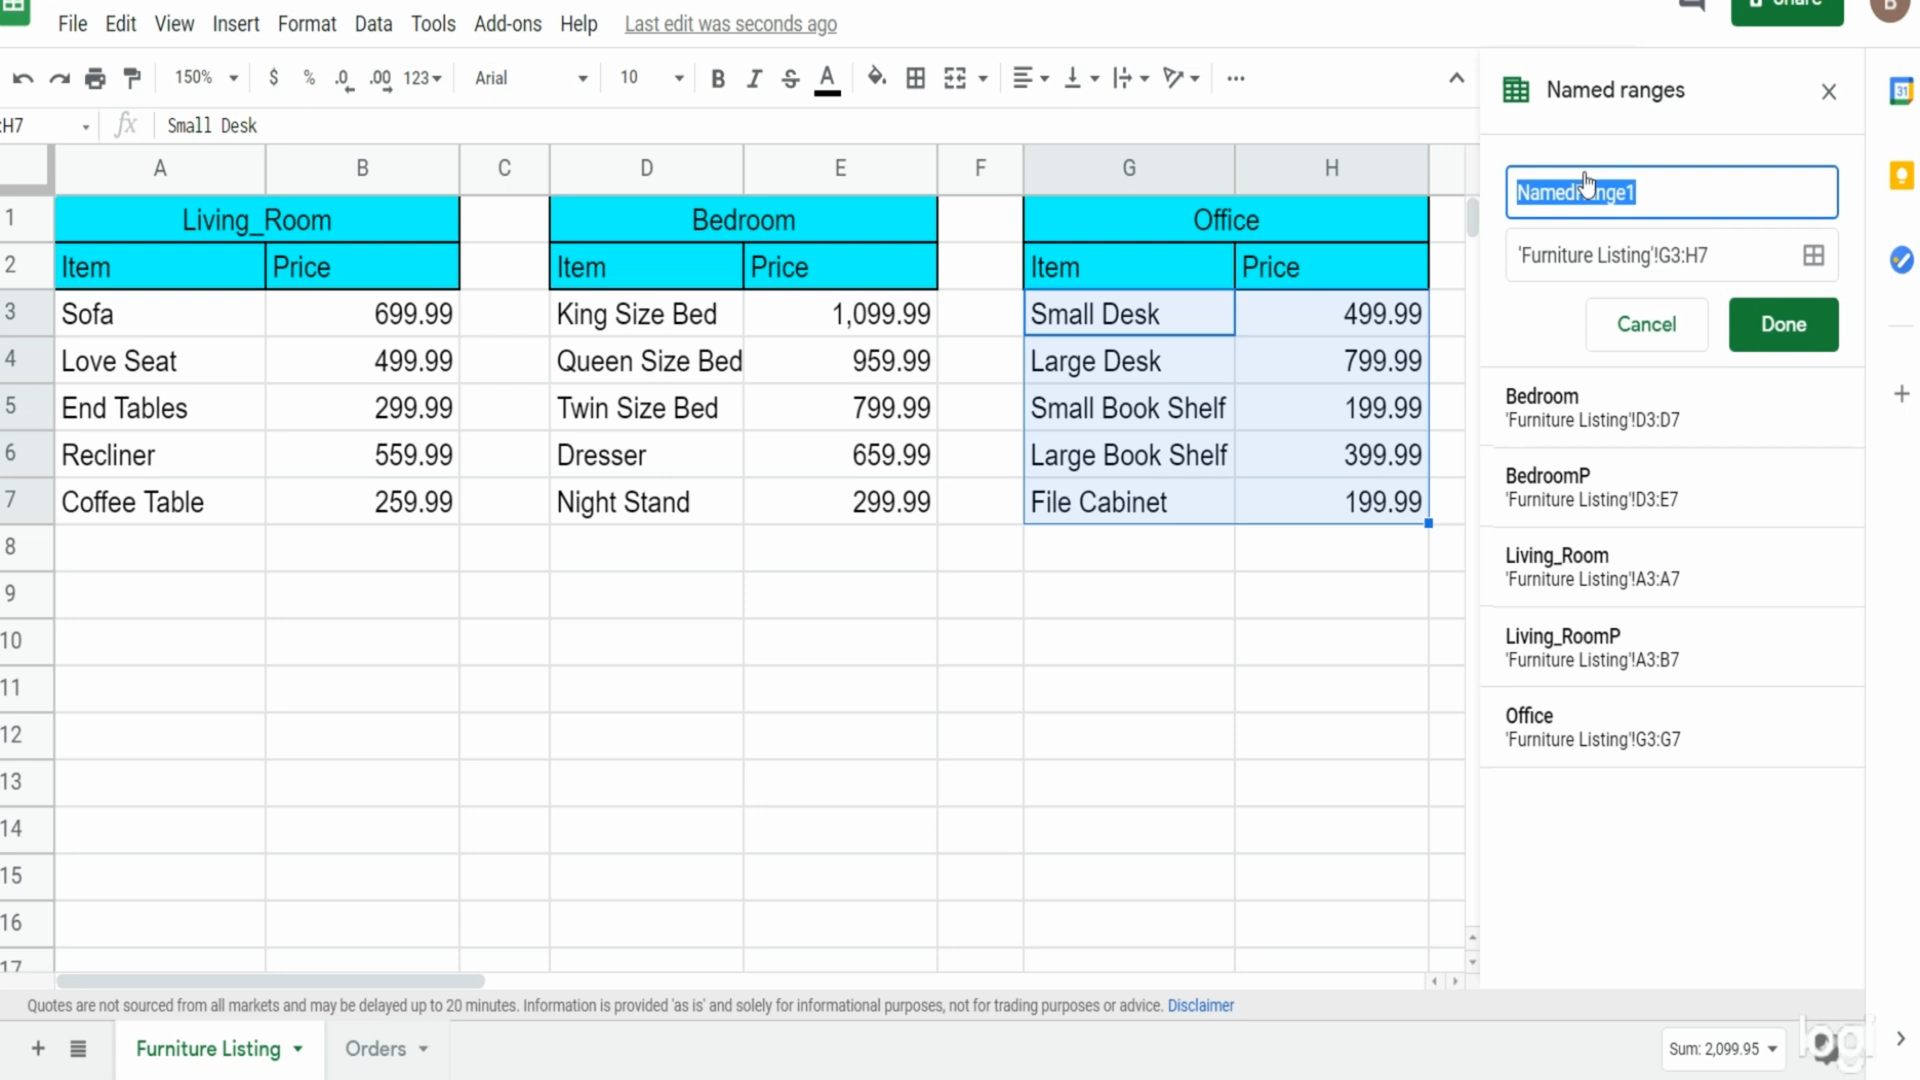 Share
B
File Edit View Insert Format Data Tools Add-ons Help Last edit was seconds ago
150% $ % .0 .00 123 Arial 10 B I S A
:H7 fx Small Desk
A B C D E F G H
1 Living_Room Bedroom Office
2 Item Price Item Price Item Price
3 Sofa 699.99 King Size Bed 1,099.99 Small Desk 499.99
4 Love Seat 499.99 Queen Size Bed 959.99 Large Desk 799.99
5 End Tables 299.99 Twin Size Bed 799.99 Small Book Shelf 199.99
6 Recliner 559.99 Dresser 659.99 Large Book Shelf 399.99
7 Coffee Table 259.99 Night Stand 299.99 File Cabinet 199.99
8
9
10
11
12
13
14
15
16
17
Named ranges
NamedRange1
'Furniture Listing'!G3:H7
Cancel Done
Bedroom
'Furniture Listing'!D3:D7
BedroomP
'Furniture Listing'!D3:E7
Living_Room
'Furniture Listing'!A3:A7
Living_RoomP
'Furniture Listing'!A3:B7
Office
'Furniture Listing'!G3:G7
31
Quotes are not sourced from all markets and may be delayed up to 20 minutes. Information is provided 'as is' and solely for informational purposes, not for trading purposes or advice. Disclaimer
Furniture Listing Orders Sum: 2,099.95